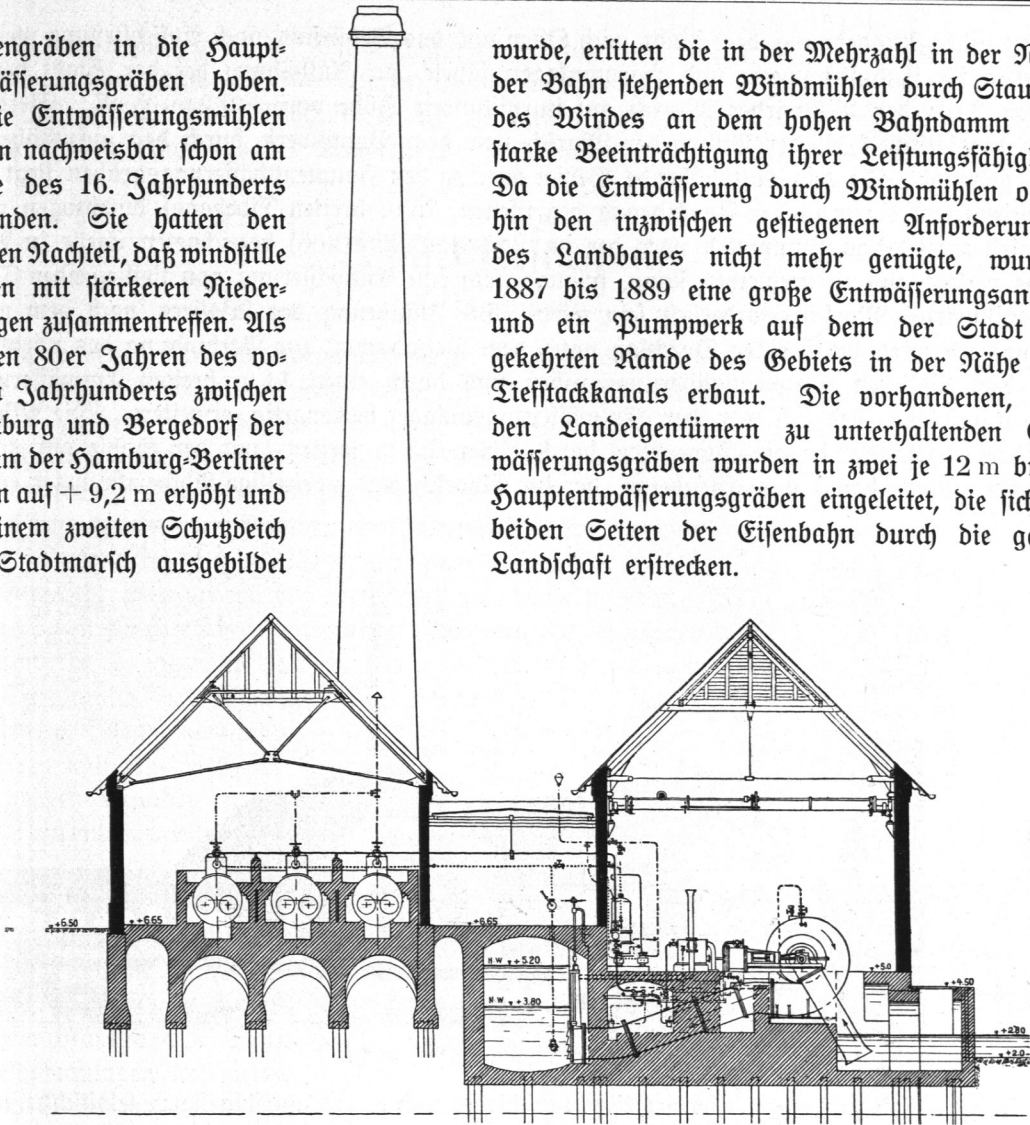 engräben in die Haupt-
äſſerungsgräben hoben.
ie Entwäſſerungsmühlen
n nachweisbar ſchon am
e des 16. Jahrhunderts
nden. Sie hatten den
en Nachteil, daß windſtille
en mit ſtärkeren Nieder-
gen zuſammentreffen. Als
en 80er Jahren des vo-
n Jahrhunderts zwiſchen
burg und Bergedorf der
m der Hamburg-Berliner
n auf + 9,2 m erhöht und
inem zweiten Schutzdeich
Stadtmarſch ausgebildet
wurde, erlitten die in der Mehrzahl in der N
der Bahn ſtehenden Windmühlen durch Stau
des Windes an dem hohen Bahndamm
ſtarke Beeinträchtigung ihrer Leiſtungsfähig
Da die Entwäſſerung durch Windmühlen o
hin den inzwiſchen geſtiegenen Anforderun
des Landbaues nicht mehr genügte, wur
1887 bis 1889 eine große Entwäſſerungsan
und ein Pumpwerk auf dem der Stadt
gekehrten Rande des Gebiets in der Nähe
Tiefſtackkanals erbaut. Die vorhandenen,
den Landeigentümern zu unterhaltenden
wäſſerungsgräben wurden in zwei je 12 m br
Hauptentwäſſerungsgräben eingeleitet, die ſich
beiden Seiten der Eiſenbahn durch die ga
Landſchaft erſtrecken.
+6.50
+6.65
+6.65
H.W. +5.20
N.W. +3.80
+5.0
+4.50
+2.80
+2.0